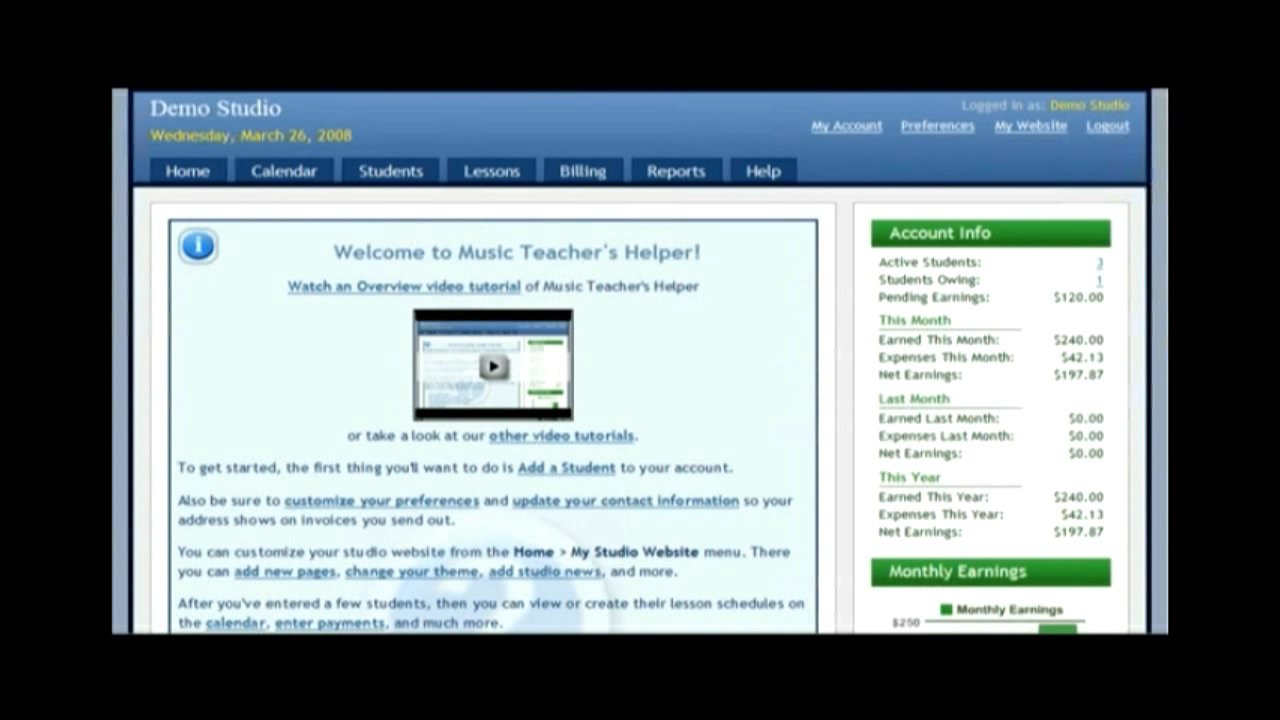 Demo Studio
Logged in as: Demo Studio
Wednesday, March 26, 2008
My Account Preferences My Website Logout
Home Calendar Students Lessons Billing Reports Help
Welcome to Music Teacher's Helper!
Watch an Overview video tutorial of Music Teacher's Helper
or take a look at our other video tutorials.
To get started, the first thing you'll want to do is Add a Student to your account.
Also be sure to customize your preferences and update your contact information so your
address shows on invoices you send out.
You can customize your studio website from the Home > My Studio Website menu. There
you can add new pages, change your theme, add studio news, and more.
After you've entered a few students, then you can view or create their lesson schedules on
the calendar, enter payments, and much more.
Account Info
Active Students: 3
Students Owing: 1
Pending Earnings: $120.00
This Month
Earned This Month: $240.00
Expenses This Month: $42.13
Net Earnings: $197.87
Last Month
Earned Last Month: $0.00
Expenses Last Month: $0.00
Net Earnings: $0.00
This Year
Earned This Year: $240.00
Expenses This Year: $42.13
Net Earnings: $197.87
Monthly Earnings
Monthly Earnings
$250